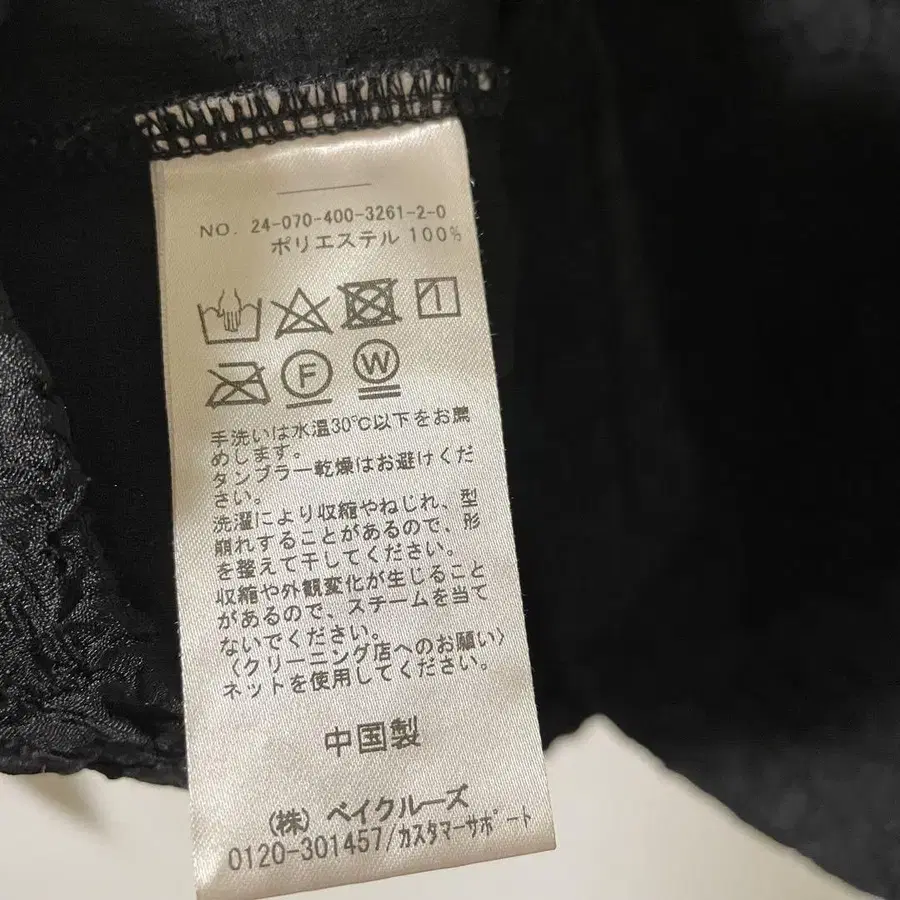 NO. 24-070-400-3261-2-0
ポリエステル 100%
F W
手洗いは水温30℃以下をお薦
めします。
タンブラー乾燥はお避けくだ
さい。
洗濯により収縮やねじれ、型
崩れすることがあるので、形
を整えて干してください。
収縮や外観変化が生じること
があるので、スチームを当て
ないでください。
〈クリーニング店へのお願い〉
ネットを使用してください。
中国製
(株) ベイクルーズ
0120-301457/カスタマーサポート